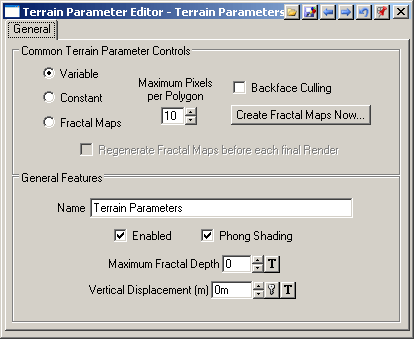 Terrain Parameter Editor - Terrain Parameters
General
Common Terrain Parameter Controls
Variable
Constant
Fractal Maps
Maximum Pixels
per Polygon
10
Backface Culling
Create Fractal Maps Now...
Regenerate Fractal Maps before each final Render
General Features
Name Terrain Parameters
Enabled Phong Shading
Maximum Fractal Depth 0 T
Vertical Displacement (m) 0m T